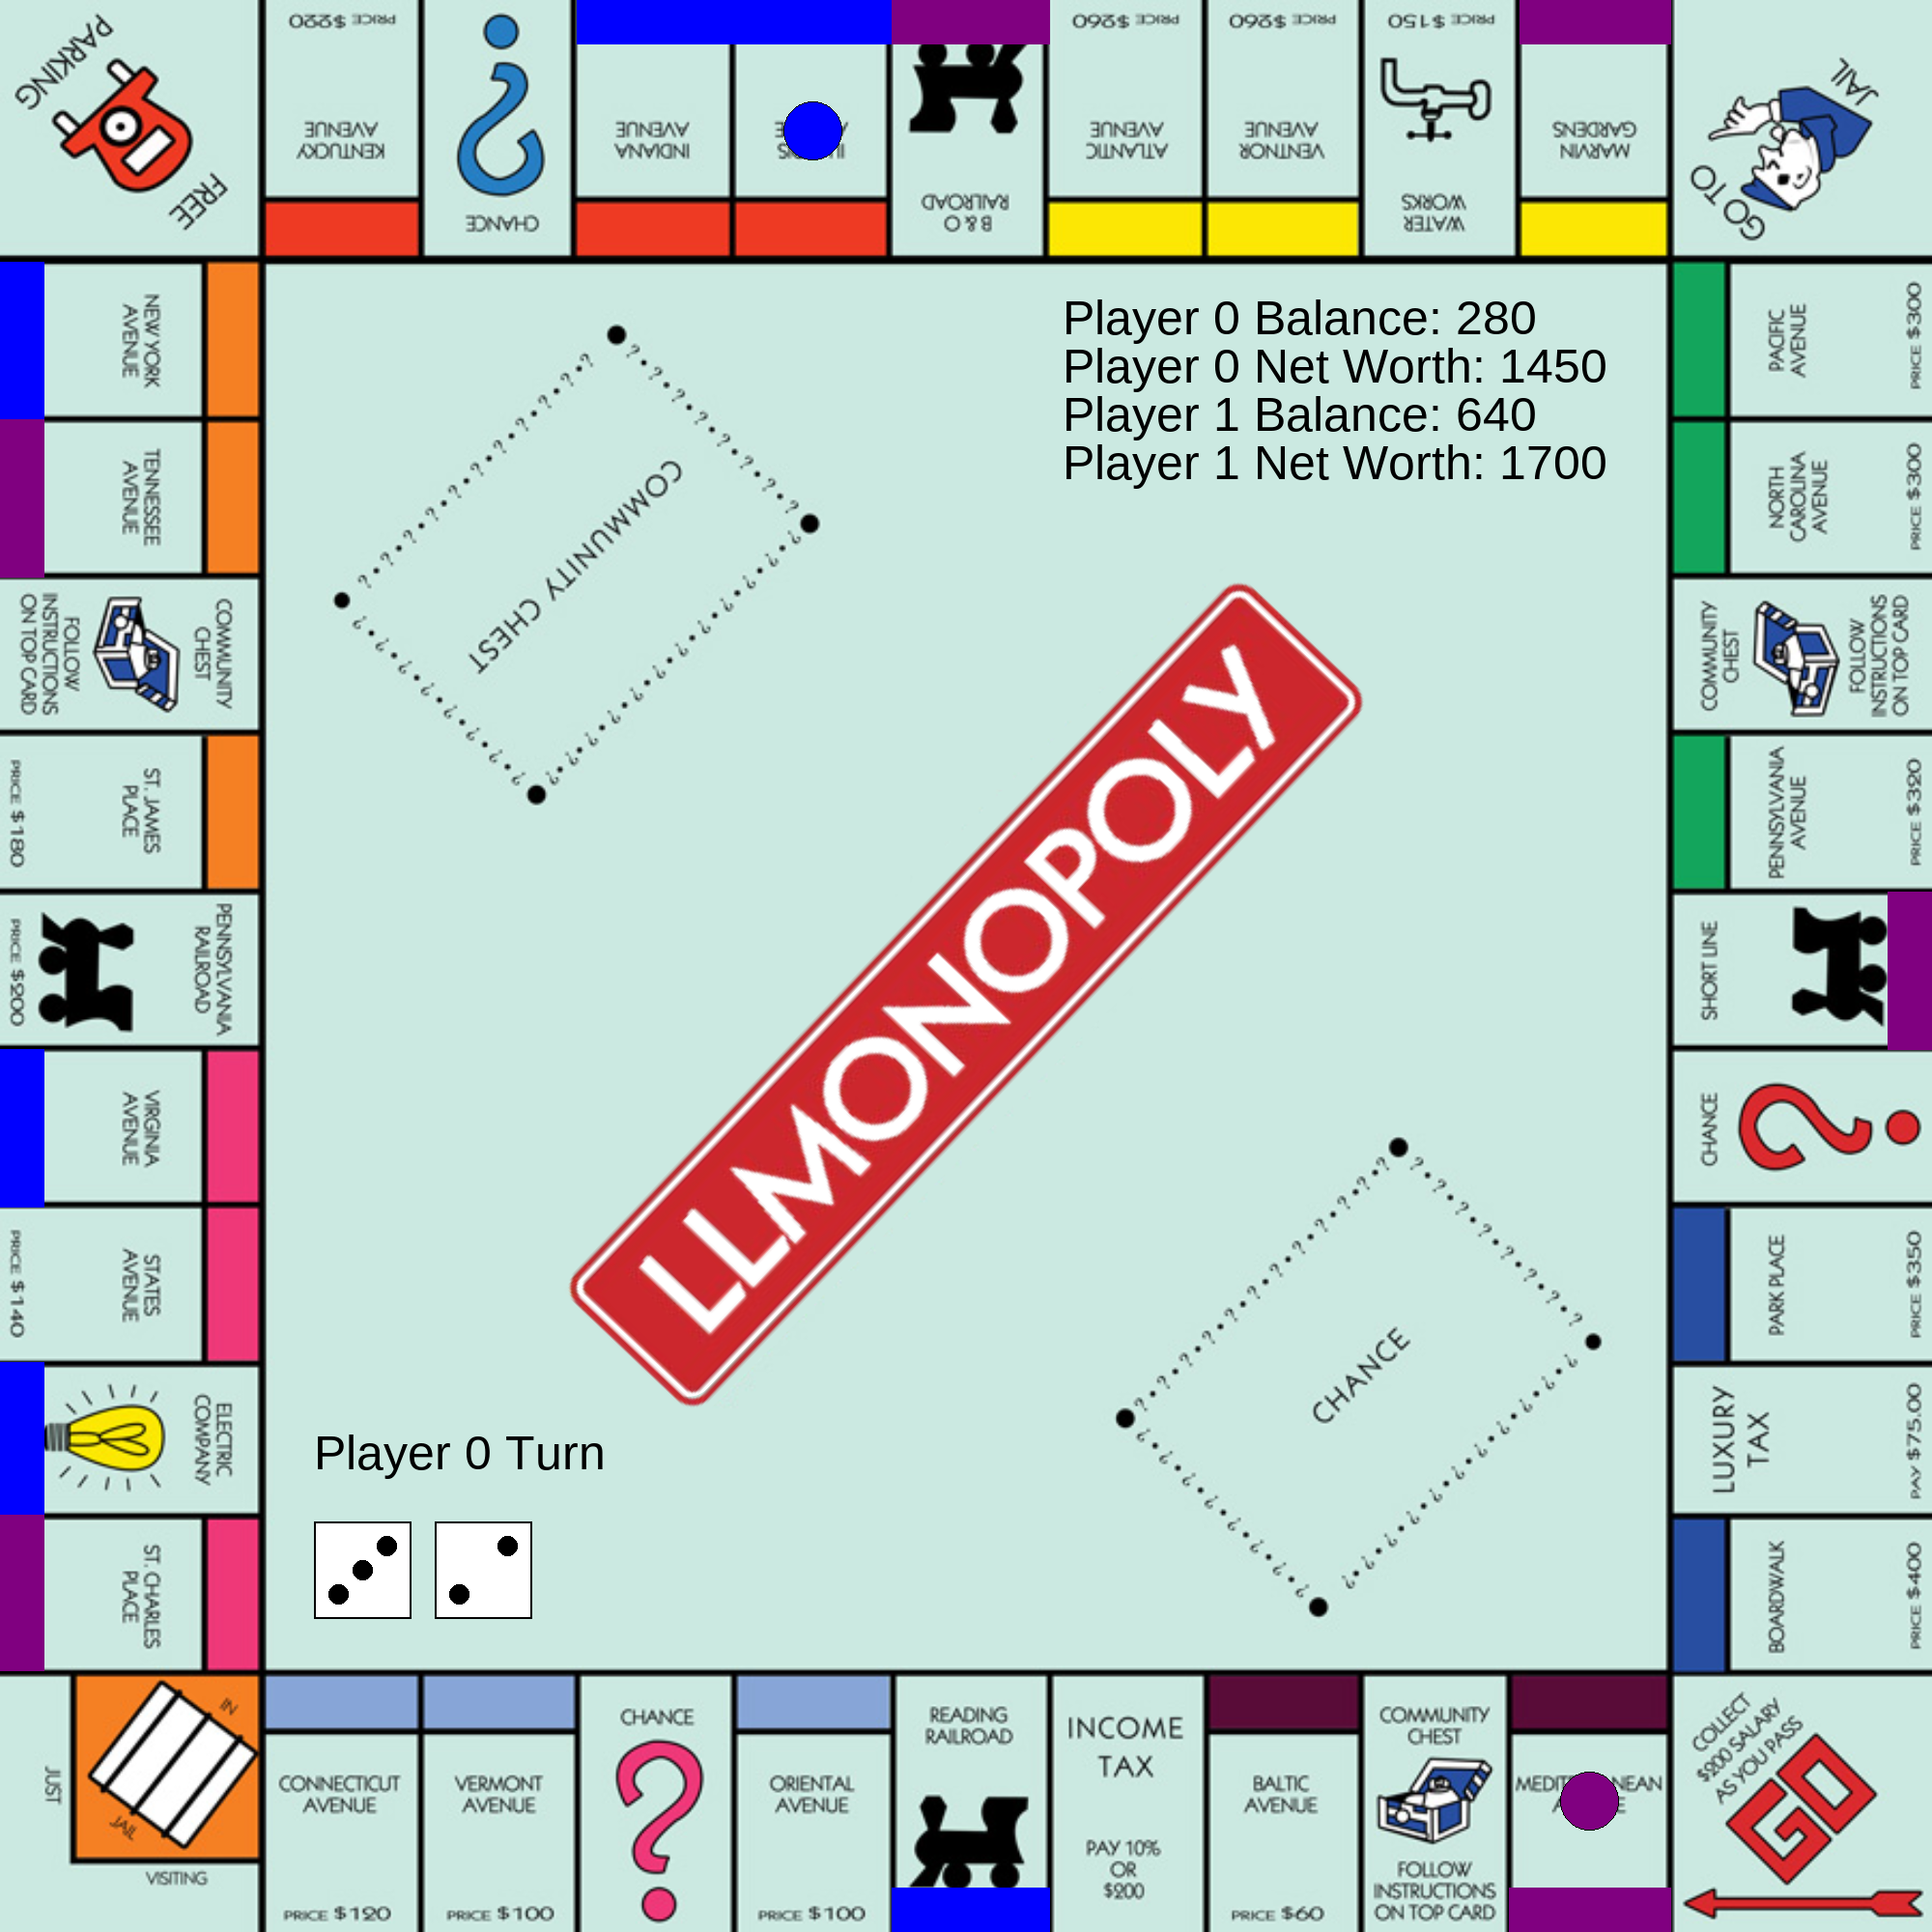 PARKING
FREE
PRICE $220
KENTUCKY
AVENUE
CHANCE
INDIANA
AVENUE
B & O
RAILROAD
PRICE $260
ATLANTIC
AVENUE
PRICE $260
VENTNOR
AVENUE
PRICE $150
WATER
WORKS
MARVIN
GARDENS
GO TO
JAIL
NEW YORK
AVENUE
TENNESSEE
AVENUE
COMMUNITY
CHEST
FOLLOW
INSTRUCTIONS
ON TOP CARD
ST. JAMES
PLACE
PRICE $180
PENNSYLVANIA
RAILROAD
PRICE $200
VIRGINIA
AVENUE
STATES
AVENUE
PRICE $140
ELECTRIC
COMPANY
ST. CHARLES
PLACE
Player 0 Balance: 280
Player 0 Net Worth: 1450
Player 1 Balance: 640
Player 1 Net Worth: 1700
COMMUNITY CHEST
LLMONOPOLY
CHANCE
Player 0 Turn
PACIFIC
AVENUE
PRICE $300
NORTH
CAROLINA
AVENUE
PRICE $300
COMMUNITY
CHEST
FOLLOW
INSTRUCTIONS
ON TOP CARD
PENNSYLVANIA
AVENUE
PRICE $320
SHORT LINE
CHANCE
PARK PLACE
PRICE $350
LUXURY
TAX
PAY $75.00
BOARDWALK
PRICE $400
JUST
VISITING
IN
JAIL
CONNECTICUT
AVENUE
PRICE $120
VERMONT
AVENUE
PRICE $100
CHANCE
ORIENTAL
AVENUE
PRICE $100
READING
RAILROAD
INCOME
TAX
PAY 10%
OR
$200
BALTIC
AVENUE
PRICE $60
COMMUNITY
CHEST
FOLLOW
INSTRUCTIONS
ON TOP CARD
COLLECT
$200 SALARY
AS YOU PASS
GO